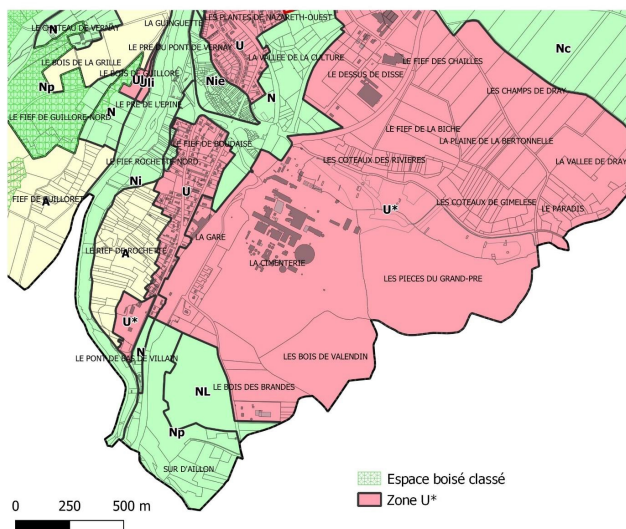 LES PLANTES DE NAZARETH-OUEST
LE CHATEAU DE VERNAY
LA GUINGUETTE
N
U
LE PRE DU PONT DE VERNAY
LA VALLEE DE LA CULTURE
Nc
LE BOIS DE LA GRILLE
LE FIEF DES CHAILLES
LE BOIS DE GUILLORE
LE DESSUS DE DISSE
Np
Uli
Nie
LES CHAMPS DE DRAY
LE PRE DE L'EPINE
N
LE FIEF DE GUILLORE-NORD
N
LE FIEF DE LA BICHE
LE FIEF DE BOUDAISE
LA PLAINE DE LA BERTONNELLE
LE FIEF ROCHETTE-NORD
LES COTEAUX DES RIVIERES
LA VALLEE DE DRAY
Ni
U
FIEF DE GUILLORET
A
LES COTEAUX DE GIMELESE
U*
LE PARADIS
LA GARE
LE RIEF DE ROCHETTE
A
LA CIMENTERIE
LES PIECES DU GRAND-PRE
U*
LE PONT DE BAS DE VILLAIN
N
LES BOIS DE VALENDIN
NL
LE BOIS DES BRANDES
Np
SUR D'AILLON
Espace boisé classé
Zone U*
0 250 500 m